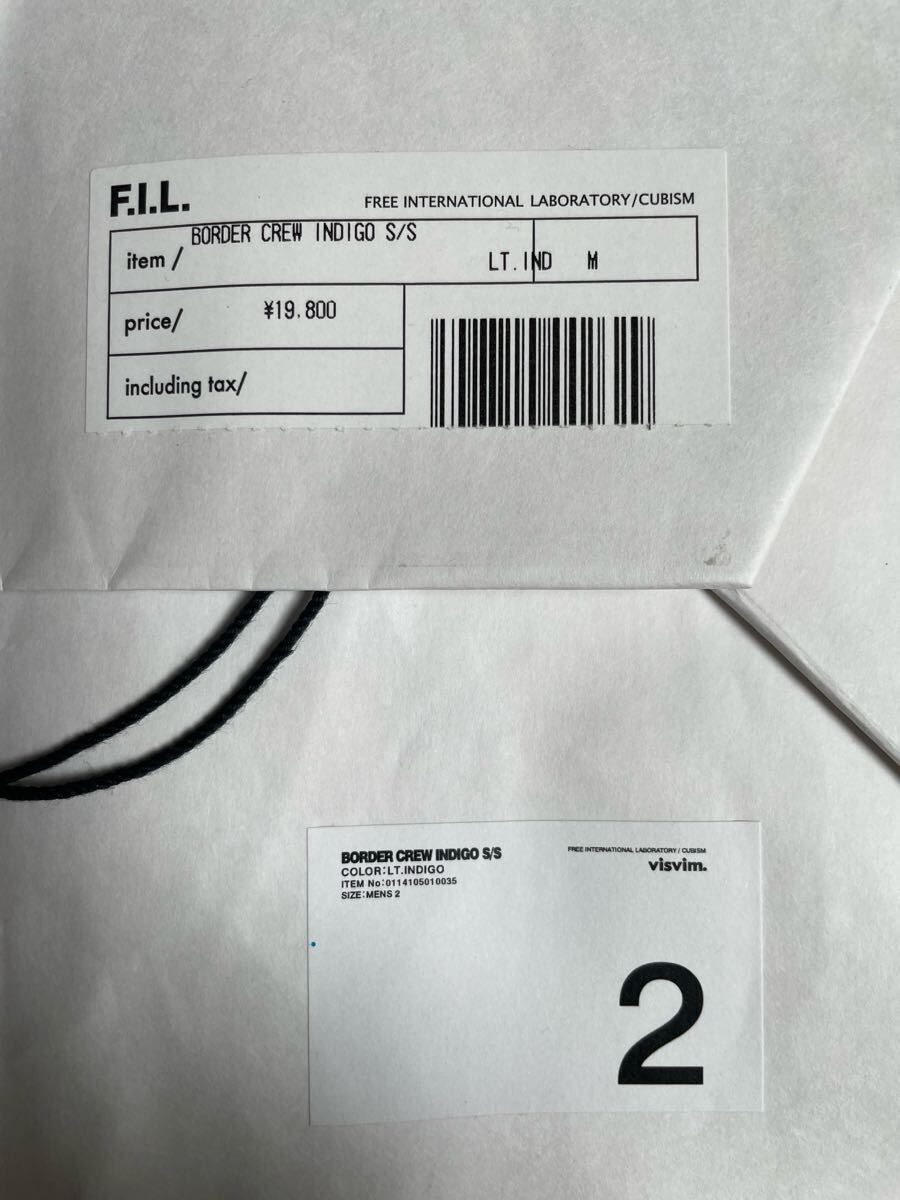 F.I.L.
FREE INTERNATIONAL LABORATORY/CUBISM
item / BORDER CREW INDIGO S/S
LT.IND M
price/ ¥19,800
including tax/
BORDER CREW INDIGO S/S
COLOR:LT.INDIGO
ITEM No:0114105010035
SIZE:MENS 2
FREE INTERNATIONAL LABORATORY / CUBISM
visvim.
2